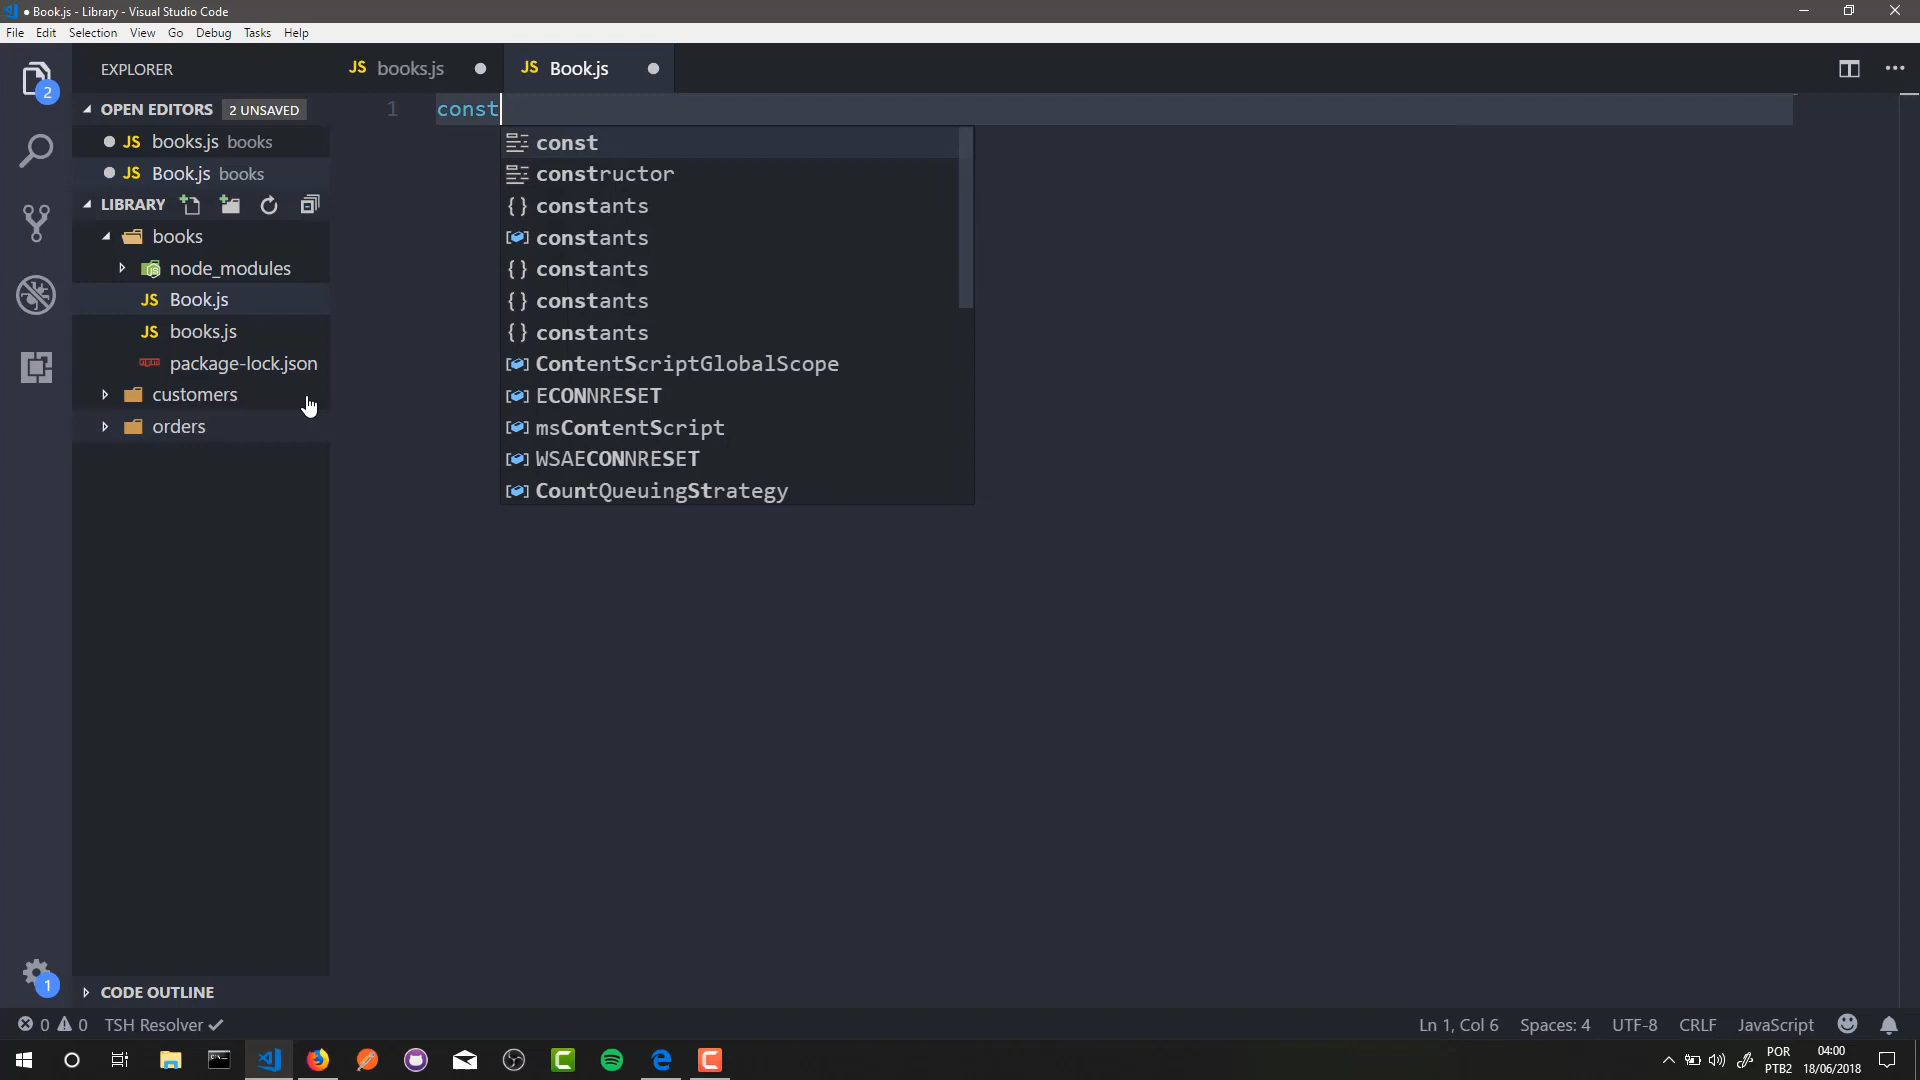 ● Book.js - Library - Visual Studio Code
File Edit Selection View Go Debug Tasks Help
2
EXPLORER
JS books.js ●
JS Book.js ●
OPEN EDITORS 2 UNSAVED
● JS books.js books
● JS Book.js books
LIBRARY
books
node_modules
JS Book.js
JS books.js
package-lock.json
customers
orders
1 const
const
constructor
{} constants
constants
{} constants
{} constants
{} constants
ContentScriptGlobalScope
ECONNRESET
msContentScript
WSAECONNRESET
CountQueuingStrategy
1
CODE OUTLINE
0 0 TSH Resolver ✓
Ln 1, Col 6 Spaces: 4 UTF-8 CRLF JavaScript
POR
PTB2
04:00
18/06/2018